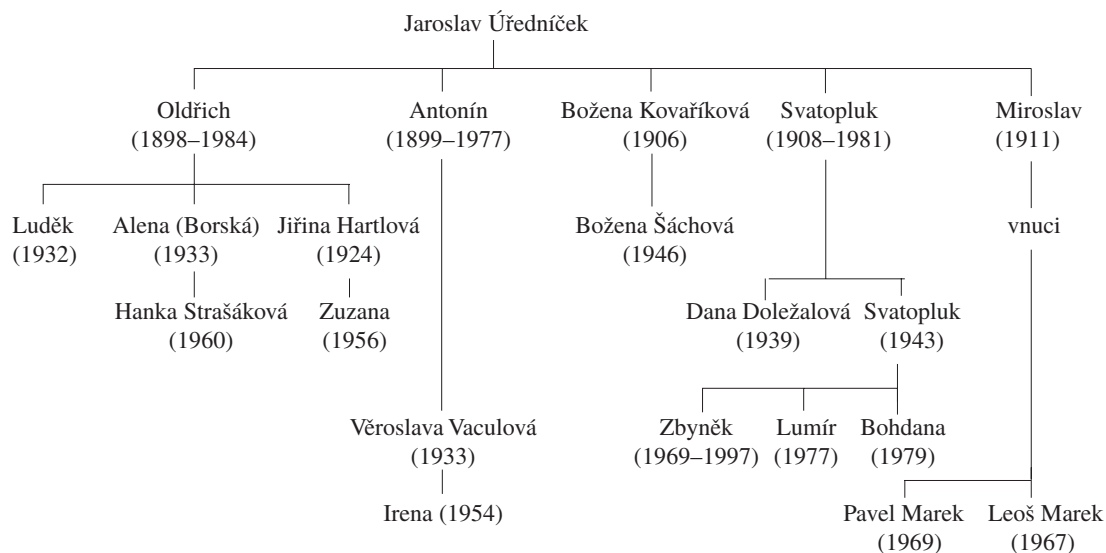 Jaroslav Úředníček
Oldřich
(1898–1984)
Antonín
(1899–1977)
Božena Kovaříková
(1906)
Svatopluk
(1908–1981)
Miroslav
(1911)
Luděk
(1932)
Alena (Borská)
(1933)
Jiřina Hartlová
(1924)
Božena Šáchová
(1946)
vnuci
Hanka Strašáková
(1960)
Zuzana
(1956)
Dana Doležalová
(1939)
Svatopluk
(1943)
Věroslava Vaculová
(1933)
Zbyněk
(1969–1997)
Lumír
(1977)
Bohdana
(1979)
Irena (1954)
Pavel Marek
(1969)
Leoš Marek
(1967)